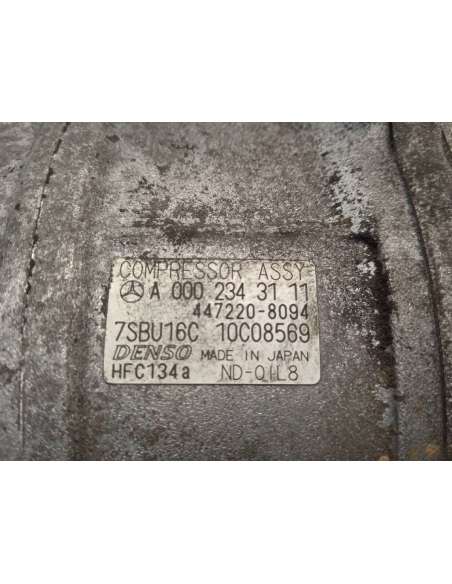 COMPRESSOR ASSY
A 000 234 31 11
447220-8094
7SBU16C 10C08569
DENSO MADE IN JAPAN
HFC134a ND-OIL8